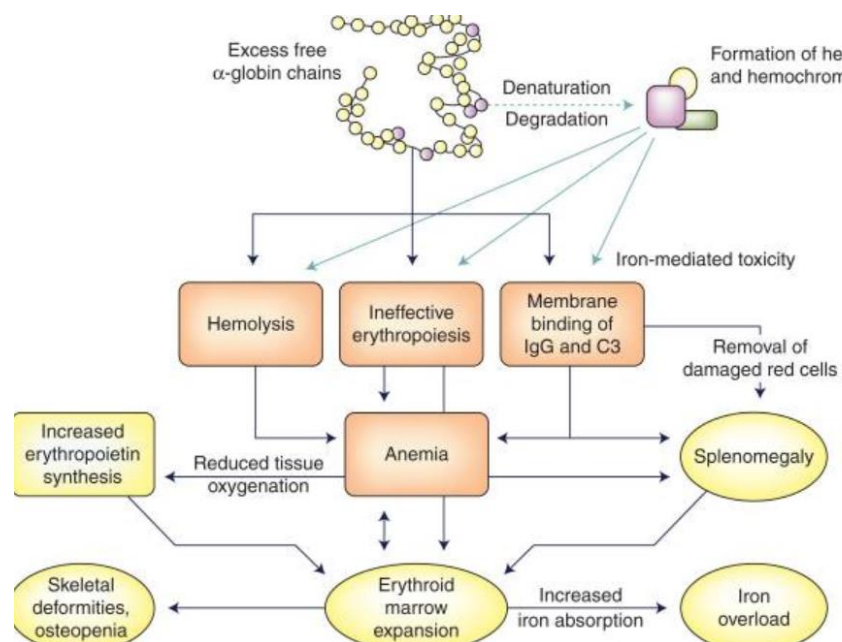 Excess free
α-globin chains
Denaturation
Degradation
Formation of
and
Iron-mediated toxicity
Hemolysis
Ineffective
erythropoiesis
Membrane
binding of
IgG and C3
Removal of
damaged red cells
Increased
erythropoietin
synthesis
Reduced tissue
oxygenation
Anemia
Splenomegaly
Skeletal
deformities,
osteopenia
Erythroid
marrow
expansion
Increased
iron absorption
Iron
overload